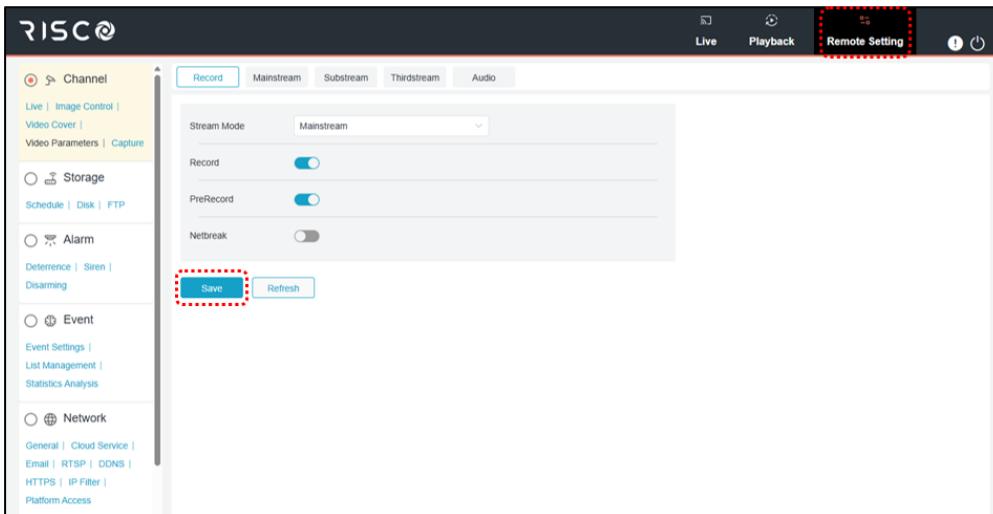 RISCO
Live
Playback
Remote Setting
Channel
Live | Image Control |
Video Cover |
Video Parameters | Capture
Storage
Schedule | Disk | FTP
Alarm
Deterrence | Siren |
Disarming
Event
Event Settings |
List Management |
Statistics Analysis
Network
General | Cloud Service |
Email | RTSP | DDNS |
HTTPS | IP Filter |
Platform Access
Record Mainstream Substream Thirdstream Audio
Stream Mode Mainstream
Record
PreRecord
Netbreak
Save Refresh